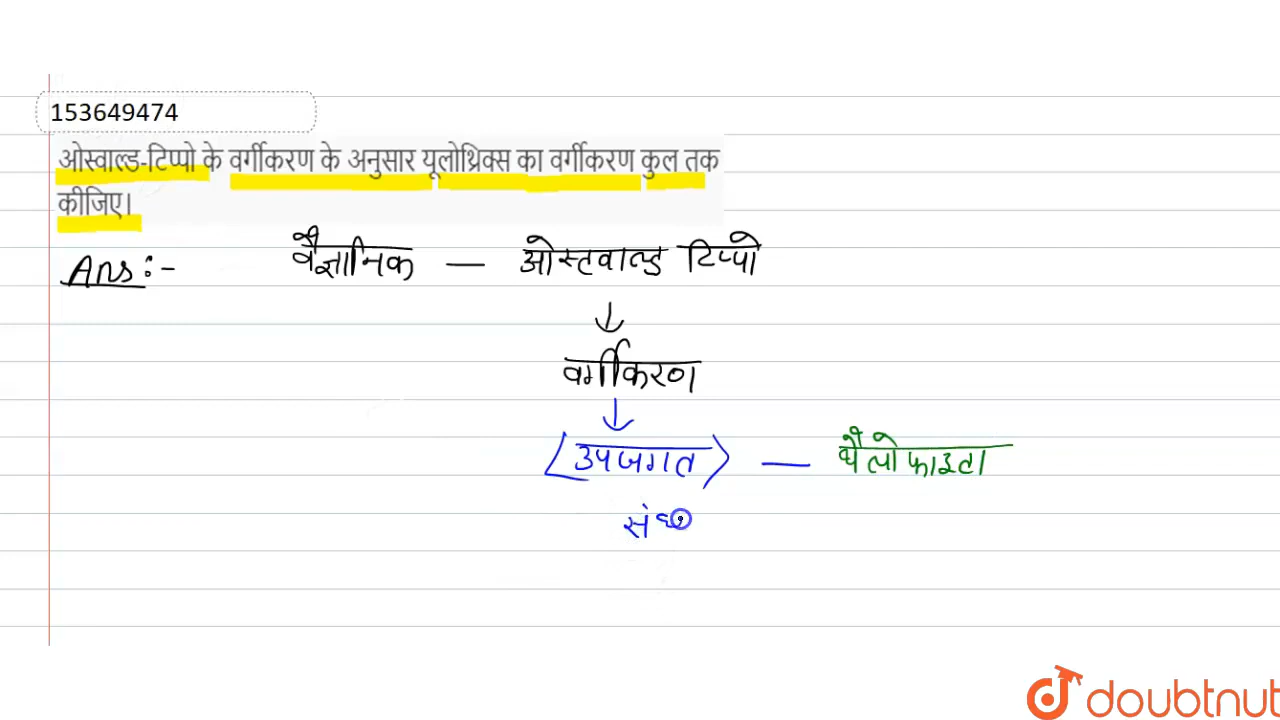 153649474
ओस्वाल्ड-टिप्पो के वर्गीकरण के अनुसार यूलोथ्रिक्स का वर्गीकरण कुल तक
कीजिए।
Ans :- वैज्ञानिक — ओस्टवाल्ड टिप्पो
↓
वर्गीकरण
↓
〈उपजगत〉 — थैलोफाइटा
संघ
doubtnut